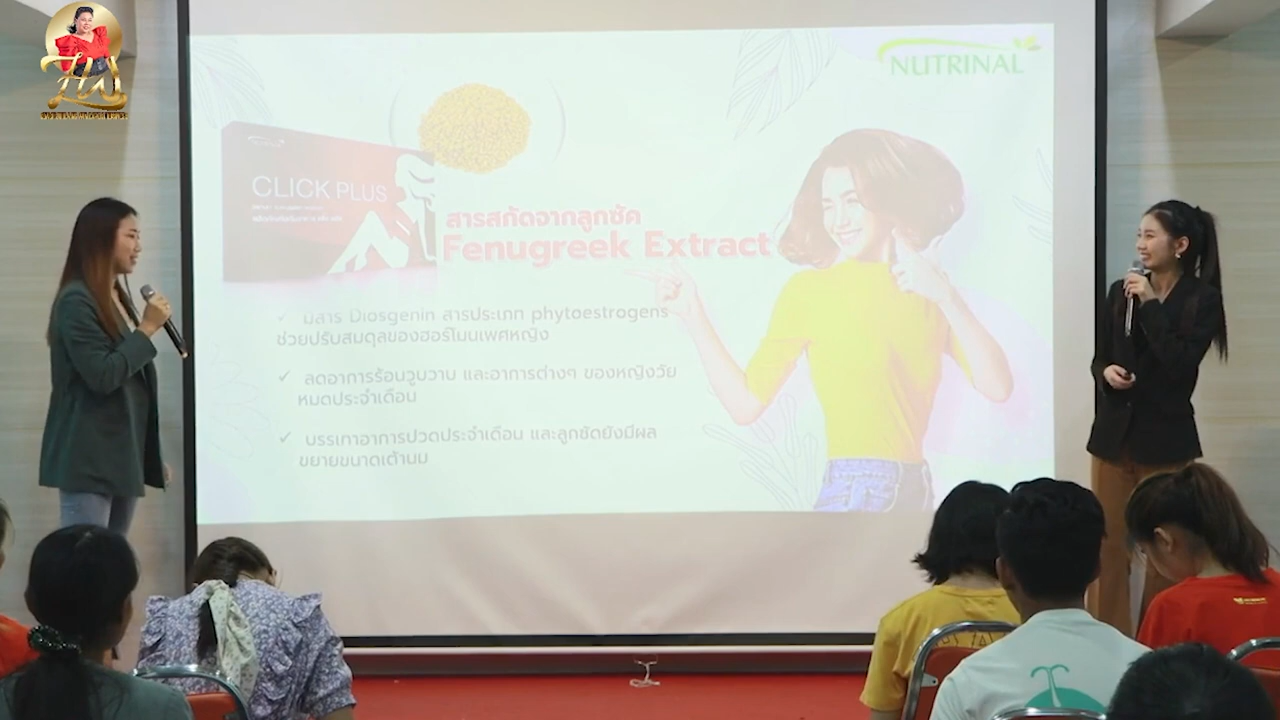 NUTRINAL
CLICK PLUS
สารสกัดจากลูกซัด
Fenugreek Extract
✓ มีสาร Diosgenin สารประเภท phytoestrogens
ช่วยปรับสมดุลของฮอร์โมนเพศหญิง
✓ ลดอาการร้อนวูบวาบ และอาการต่างๆ ของหญิงวัย
หมดประจำเดือน
✓ บรรเทาอาการปวดประจำเดือน และลูกซัดยังมีผล
ขยายขนาดเต้านม